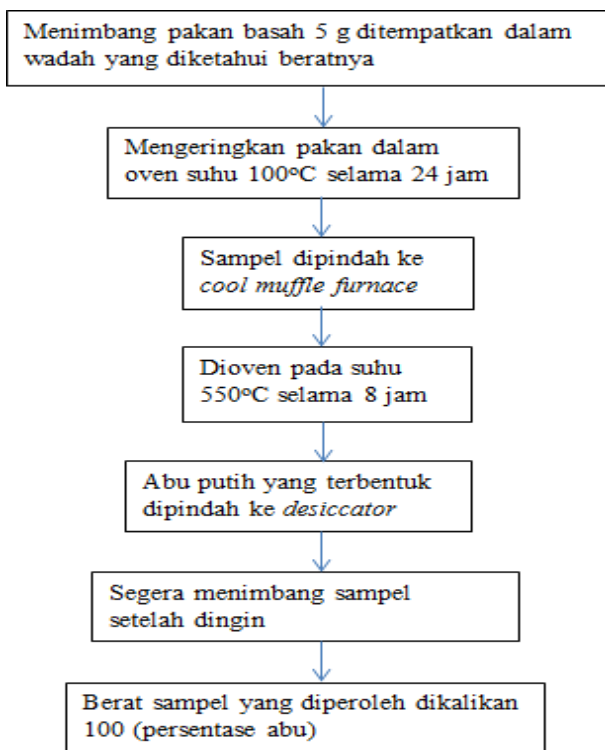 Menimbang pakan basah 5 g ditempatkan dalam
wadah yang diketahui beratnya
Mengeringkan pakan dalam
oven suhu 100°C selama 24 jam
Sampel dipindah ke
cool muffle furnace
Dioven pada suhu
550°C selama 8 jam
Abu putih yang terbentuk
dipindah ke desiccator
Segera menimbang sampel
setelah dingin
Berat sampel yang diperoleh dikalikan
100 (persentase abu)